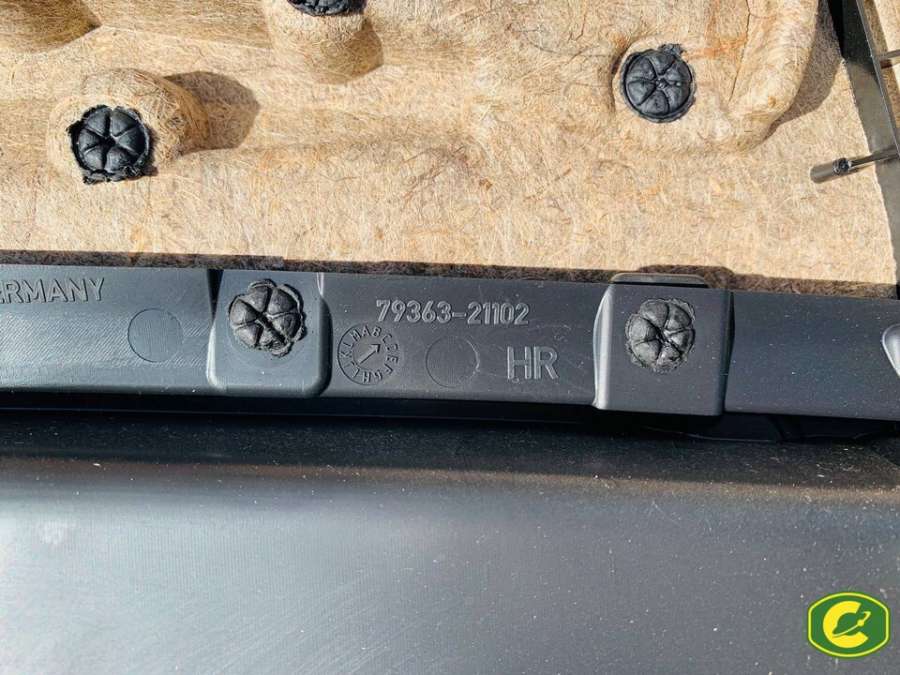 ERMANY
79363-21102
HR
C